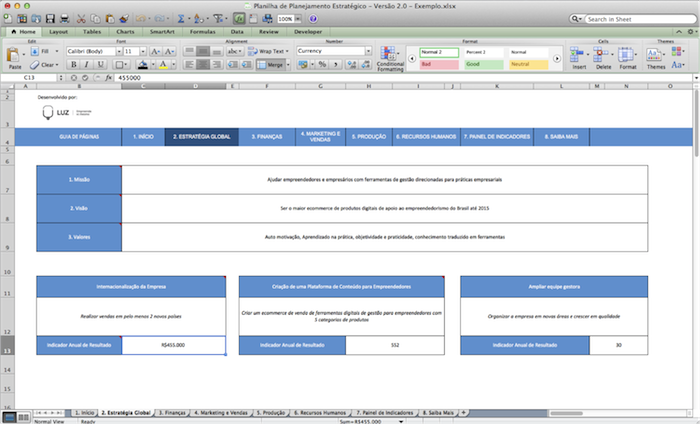 Planilha de Planejamento Estratégico – Versão 2.0 – Exemplo.xlsx
100%
Search in Sheet
Home Layout Tables Charts SmartArt Formulas Data Review Developer
Edit Font Alignment Number Format Cells Themes
Fill Calibri (Body) 11 abc Wrap Text Currency Normal 2 Percent 2 Normal
Paste Clear Merge Conditional Formatting Bad Good Neutral Insert Delete Format Themes Aa
C13 fx 455000
A B C D E F G H I J K L M N O
Desenvolvido por:
LUZ
GUIA DE PÁGINAS 1. INÍCIO 2. ESTRATÉGIA GLOBAL 3. FINANÇAS 4. MARKETING E VENDAS 5. PRODUÇÃO 6. RECURSOS HUMANOS 7. PAINEL DE INDICADORES 8. SAIBA MAIS
1. Missão Ajudar empreendedores e empresários com ferramentas de gestão direcionadas para práticas empresariais
2. Visão Ser o maior ecommerce de produtos digitais de apoio ao empreendedorismo do Brasil até 2015
3. Valores Auto motivação, Aprendizado na prática, objetividade e praticidade, conhecimento traduzido em ferramentas
Internacionalização da Empresa Criação de uma Plataforma de Conteúdo para Empreendedores Ampliar equipe gestora
Realizar vendas em pelo menos 2 novos países Criar um ecommerce de venda de ferramentas digitais de gestão para empreendedores com 5 categorias de produtos Organizar a empresa em novas áreas e crescer em qualidade
Indicador Anual de Resultado R$455.000 Indicador Anual de Resultado 552 Indicador Anual de Resultado 30
1. Início 2. Estratégia Global 3. Finanças 4. Marketing e Vendas 5. Produção 6. Recursos Humanos 7. Painel de Indicadores 8. Saiba Mais
Normal View Ready Sum=R$455.000